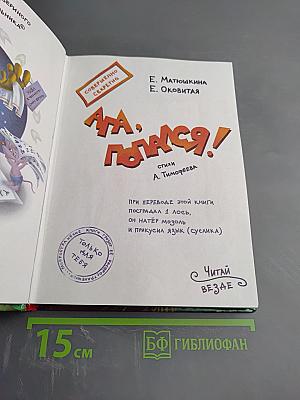 СОВЕРШЕННО
СЕКРЕТНО
Е. Матюшкина
Е. Оковитая
Ага,
попался!
стихи
А. Тимофеева
при переводе этой книги
пострадал 1 лось,
он натёр мозоль
и прикусил язык (суслика)
только
для
тебя
Читай
везде
15 см
БФ БИБЛИОФАН